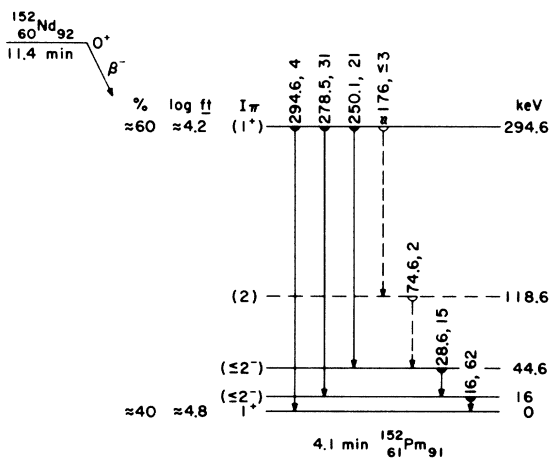 152
60Nd92 0+
11.4 min
β−
% log ft Iπ keV
294.6, 4
278.5, 31
250.1, 21
≈176, ≤3
≈60 ≈4.2 (1+) 294.6
74.6, 2
(2) 118.6
28.6, 15
16, 62
(≤2−) 44.6
(≤2−) 16
≈40 ≈4.8 1+ 0
4.1 min 152
61Pm91